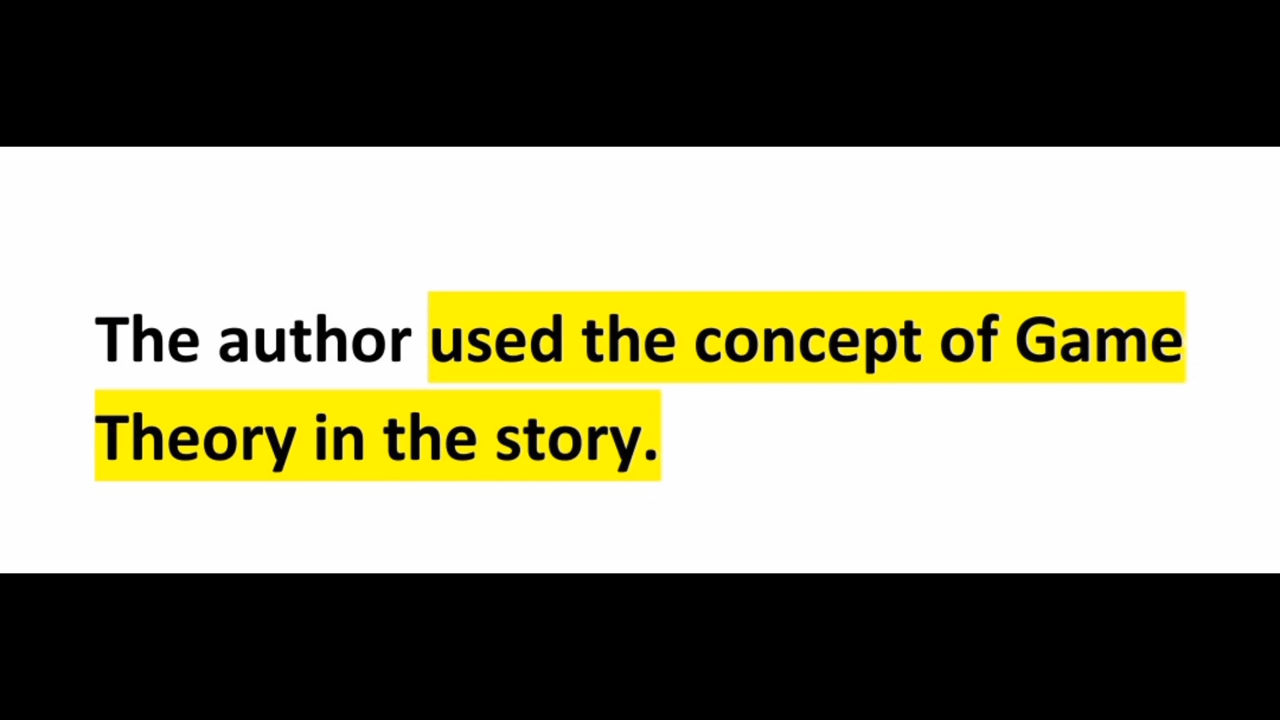 The author used the concept of Game
Theory in the story.